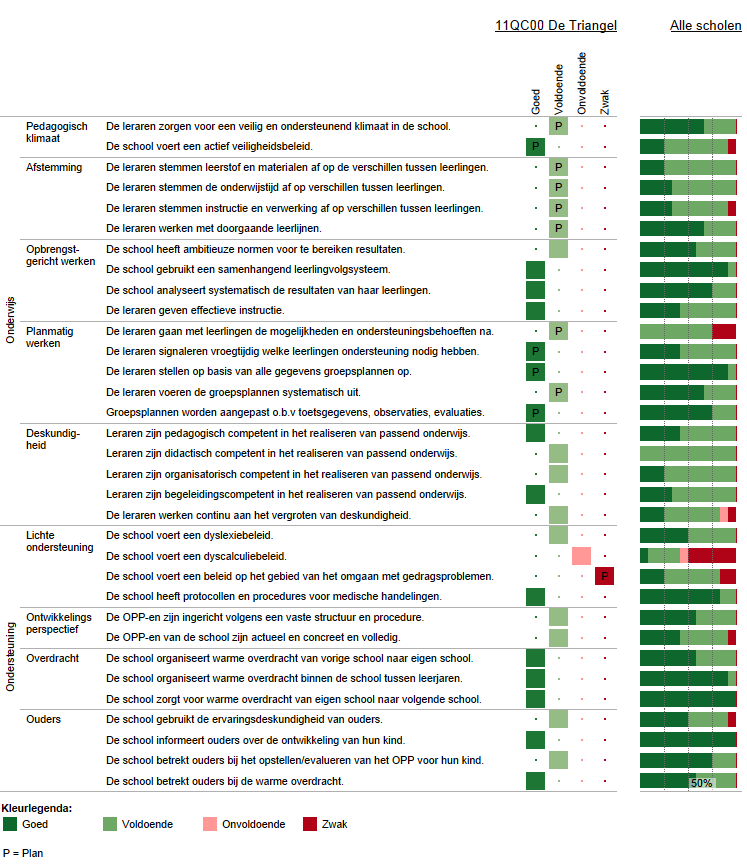 11QC00 De Triangel
Alle scholen
Goed
Voldoende
Onvoldoende
Zwak
Onderwijs
Pedagogisch
klimaat
De leraren zorgen voor een veilig en ondersteunend klimaat in de school.
P
De school voert een actief veiligheidsbeleid.
P
Afstemming
De leraren stemmen leerstof en materialen af op de verschillen tussen leerlingen.
P
De leraren stemmen de onderwijstijd af op verschillen tussen leerlingen.
P
De leraren stemmen instructie en verwerking af op verschillen tussen leerlingen.
P
De leraren werken met doorgaande leerlijnen.
P
Opbrengst-
gericht werken
De school heeft ambitieuze normen voor te bereiken resultaten.
De school gebruikt een samenhangend leerlingvolgsysteem.
De school analyseert systematisch de resultaten van haar leerlingen.
De leraren geven effectieve instructie.
Planmatig
werken
De leraren gaan met leerlingen de mogelijkheden en ondersteuningsbehoeften na.
P
De leraren signaleren vroegtijdig welke leerlingen ondersteuning nodig hebben.
P
De leraren stellen op basis van alle gegevens groepsplannen op.
P
De leraren voeren de groepsplannen systematisch uit.
P
Groepsplannen worden aangepast o.b.v toetsgegevens, observaties, evaluaties.
P
Deskundig-
heid
Leraren zijn pedagogisch competent in het realiseren van passend onderwijs.
Leraren zijn didactisch competent in het realiseren van passend onderwijs.
Leraren zijn organisatorisch competent in het realiseren van passend onderwijs.
Leraren zijn begeleidingscompetent in het realiseren van passend onderwijs.
De leraren werken continu aan het vergroten van deskundigheid.
Ondersteuning
Lichte
ondersteuning
De school voert een dyslexiebeleid.
De school voert een dyscalculiebeleid.
De school voert een beleid op het gebied van het omgaan met gedragsproblemen.
P
De school heeft protocollen en procedures voor medische handelingen.
Ontwikkelings
perspectief
De OPP-en zijn ingericht volgens een vaste structuur en procedure.
De OPP-en van de school zijn actueel en concreet en volledig.
Overdracht
De school organiseert warme overdracht van vorige school naar eigen school.
De school organiseert warme overdracht binnen de school tussen leerjaren.
De school zorgt voor warme overdracht van eigen school naar volgende school.
Ouders
De school gebruikt de ervaringsdeskundigheid van ouders.
De school informeert ouders over de ontwikkeling van hun kind.
De school betrekt ouders bij het opstellen/evalueren van het OPP voor hun kind.
De school betrekt ouders bij de warme overdracht.
50%
Kleurlegenda:
Goed
Voldoende
Onvoldoende
Zwak
P = Plan